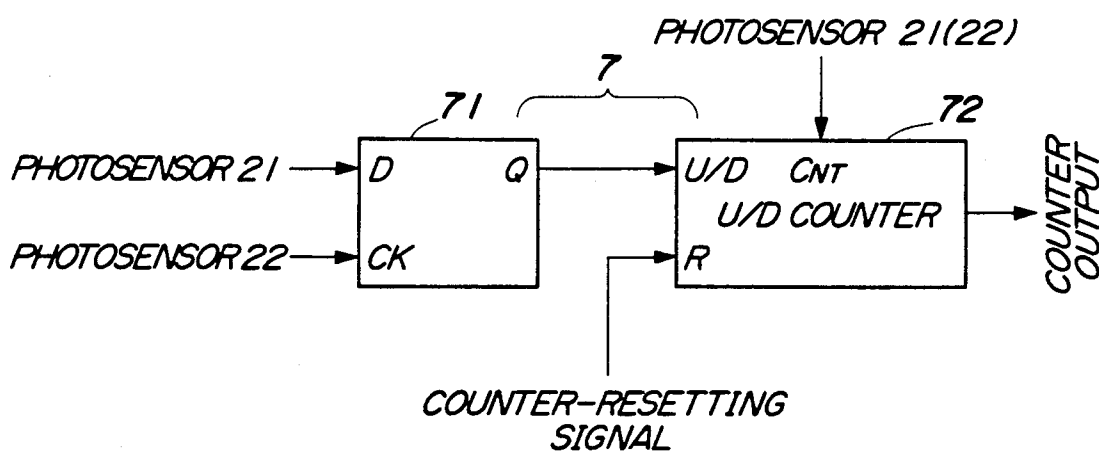 PHOTOSENSOR 21(22)
7
71
72
PHOTOSENSOR 21
D
Q
U/D
CNT
U/D COUNTER
PHOTOSENSOR 22
CK
R
COUNTER OUTPUT
COUNTER-RESETTING
SIGNAL